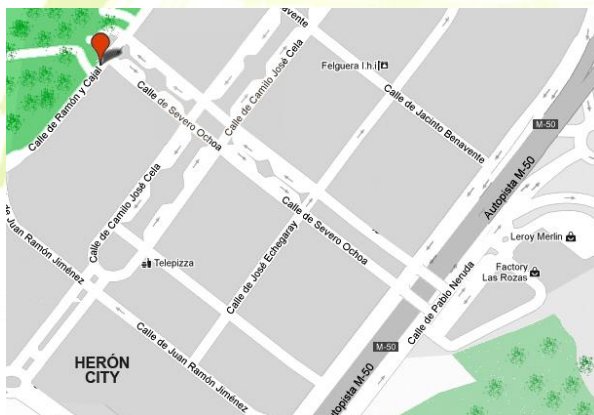 Calle de Ramón y Cajal
Calle de Severo Ochoa
Calle de Camilo José Cela
Felguera I.h.i
Calle de Jacinto Benavente
M-50
Autopista M-50
Calle de Camilo José Cela
Calle de Severo Ochoa
Leroy Merlin
Factory
Las Rozas
de Juan Ramón Jiménez
Telepizza
Calle de José Echegaray
Calle de Pablo Neruda
Calle de Juan Ramón Jiménez
M-50
HERÓN
CITY
topista M-50